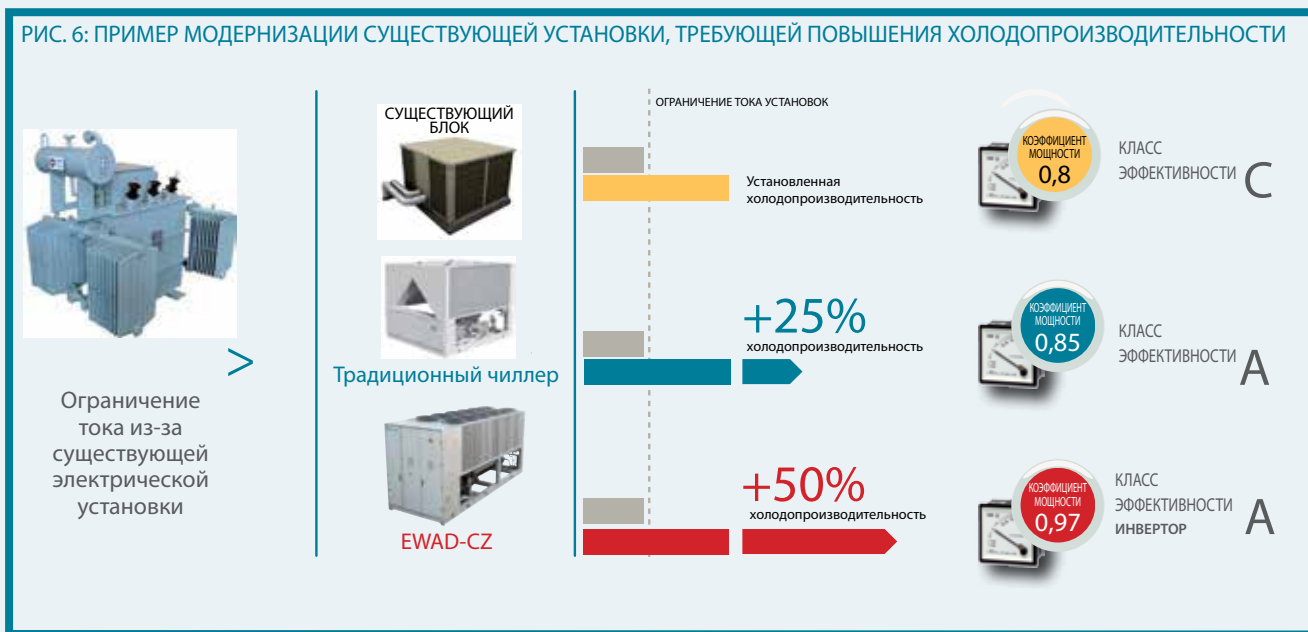 РИС. 6: ПРИМЕР МОДЕРНИЗАЦИИ СУЩЕСТВУЮЩЕЙ УСТАНОВКИ, ТРЕБУЮЩЕЙ ПОВЫШЕНИЯ ХОЛОДОПРОИЗВОДИТЕЛЬНОСТИ
>
Ограничение
тока из-за
существующей
электрической
установки
СУЩЕСТВУЮЩИЙ
БЛОК
ОГРАНИЧЕНИЕ ТОКА УСТАНОВОК
Установленная
холодопроизводительность
КОЭФФИЦИЕНТ
МОЩНОСТИ
0,8
КЛАСС
ЭФФЕКТИВНОСТИ C
Традиционный чиллер
+25%
холодопроизводительность
КОЭФФИЦИЕНТ
МОЩНОСТИ
0,85
КЛАСС
ЭФФЕКТИВНОСТИ A
EWAD-CZ
+50%
холодопроизводительность
КОЭФФИЦИЕНТ
МОЩНОСТИ
0,97
КЛАСС
ЭФФЕКТИВНОСТИ A
ИНВЕРТОР